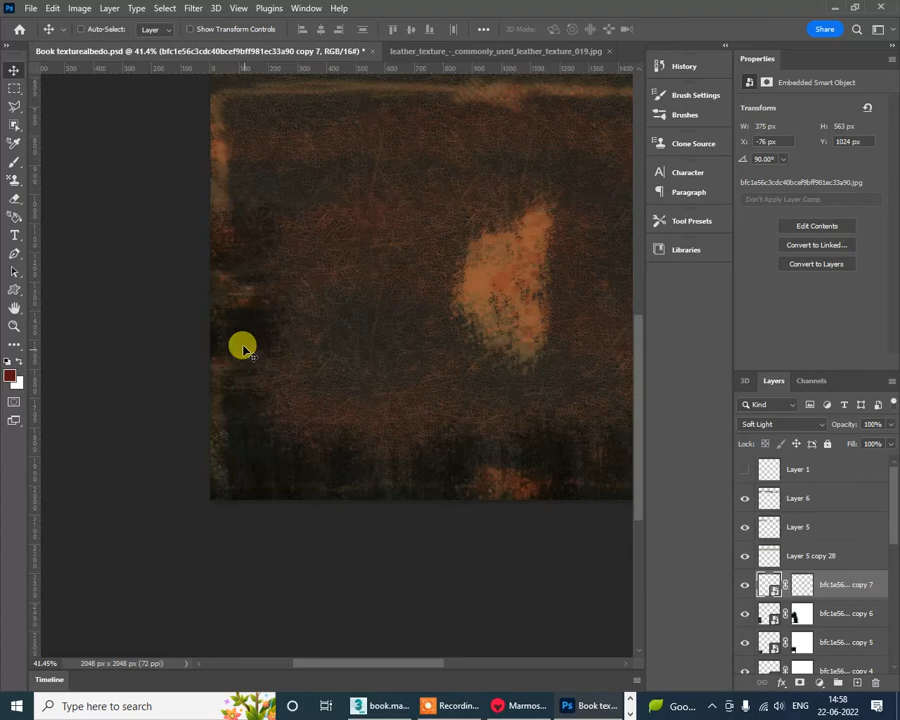 File Edit Image Layer Type Select Filter 3D View Plugins Window Help
Auto-Select: Layer Show Transform Controls 3D Mode: Share
Book texturealbedo.psd @ 41.4% (bfc1e56c3cdc40bcef9bff981ec33a90 copy 7, RGB/16#) * ×
leather_texture_-_commonly_used_leather_texture_019.jpg ×
History
Brush Settings
Brushes
Clone Source
Character
Paragraph
Tool Presets
Libraries
Properties
Embedded Smart Object
Transform
W: 375 px H: 563 px
X: -76 px Y: 1024 px
90.00°
bfc1e56c3cdc40bcef9bff981ec33a90.jpg
Don't Apply Layer Comp
Edit Contents
Convert to Linked...
Convert to Layers
3D Layers Channels
Kind
Soft Light Opacity: 100%
Lock: Fill: 100%
Layer 1
Layer 6
Layer 5
Layer 5 copy 28
bfc1e56... copy 7
bfc1e56... copy 6
bfc1e56... copy 5
bfc1e56... copy 4
41.45% 2048 px x 2048 px (72 ppi)
Timeline
Type here to search
book.ma...
Recordin...
Marmos...
Book tex...
Goo...
ENG
14:58
22-06-2022